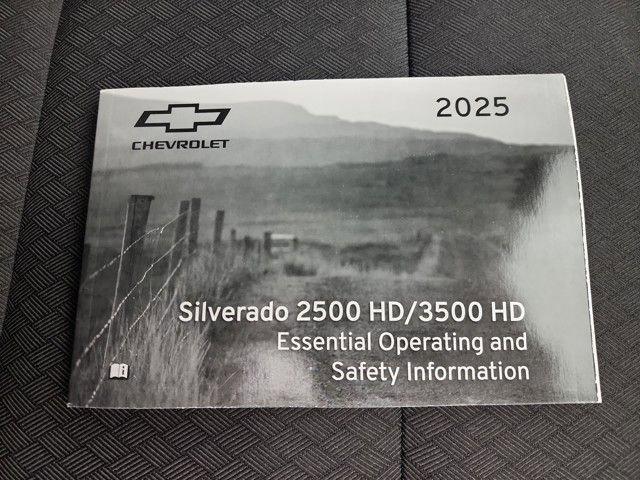 2025
CHEVROLET
Silverado 2500 HD/3500 HD
Essential Operating and
Safety Information